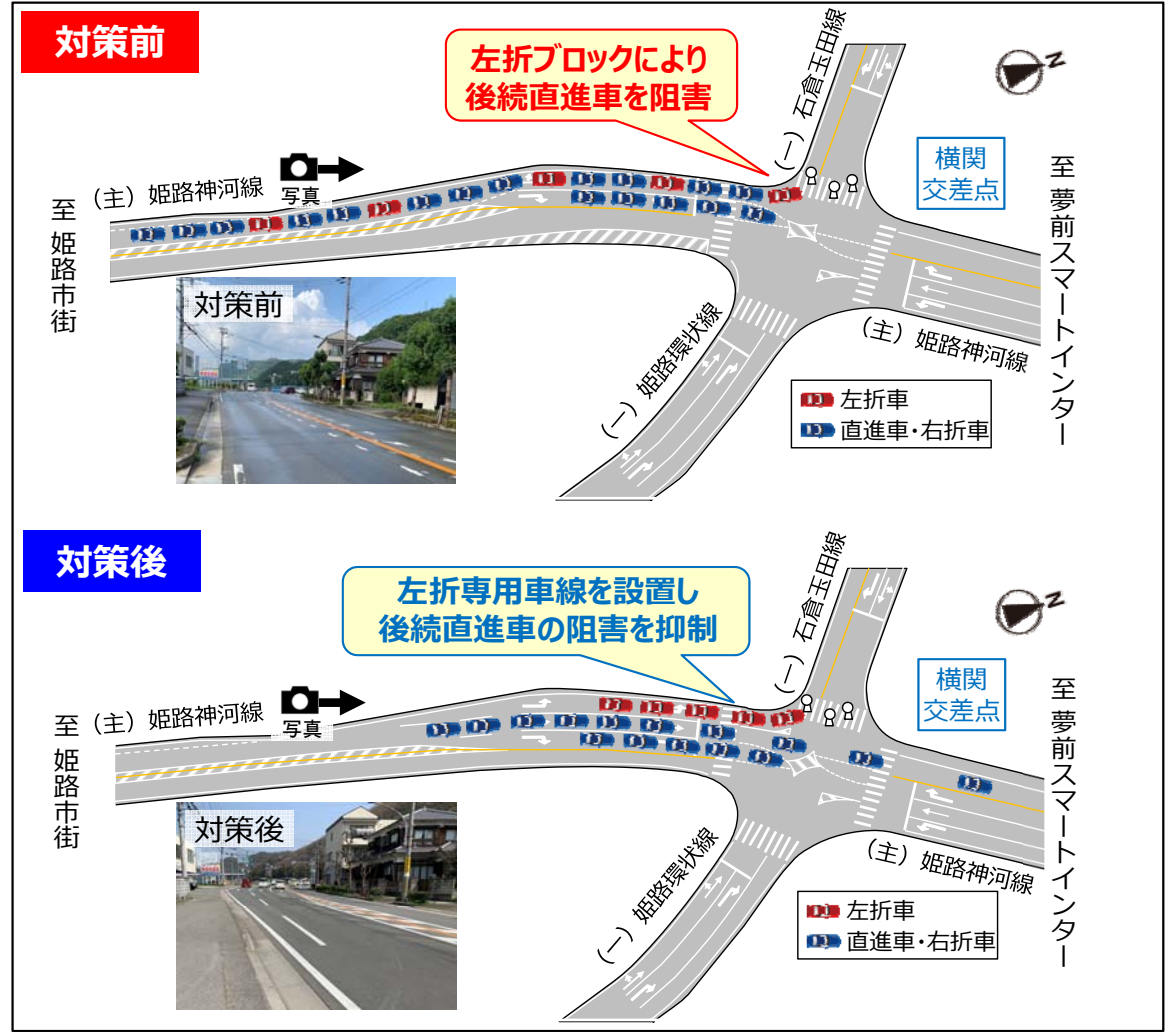 対策前
左折ブロックにより
後続直進車を阻害
（一）石倉玉田線
Z
横関
交差点
至 夢前スマートインター
（主）姫路神河線
写真
至 姫路市街
対策前
（一）姫路環状線
（主）姫路神河線
左折車
直進車・右折車
対策後
左折専用車線を設置し
後続直進車の阻害を抑制
（一）石倉玉田線
Z
横関
交差点
至 夢前スマートインター
（主）姫路神河線
写真
至 姫路市街
対策後
（一）姫路環状線
（主）姫路神河線
左折車
直進車・右折車